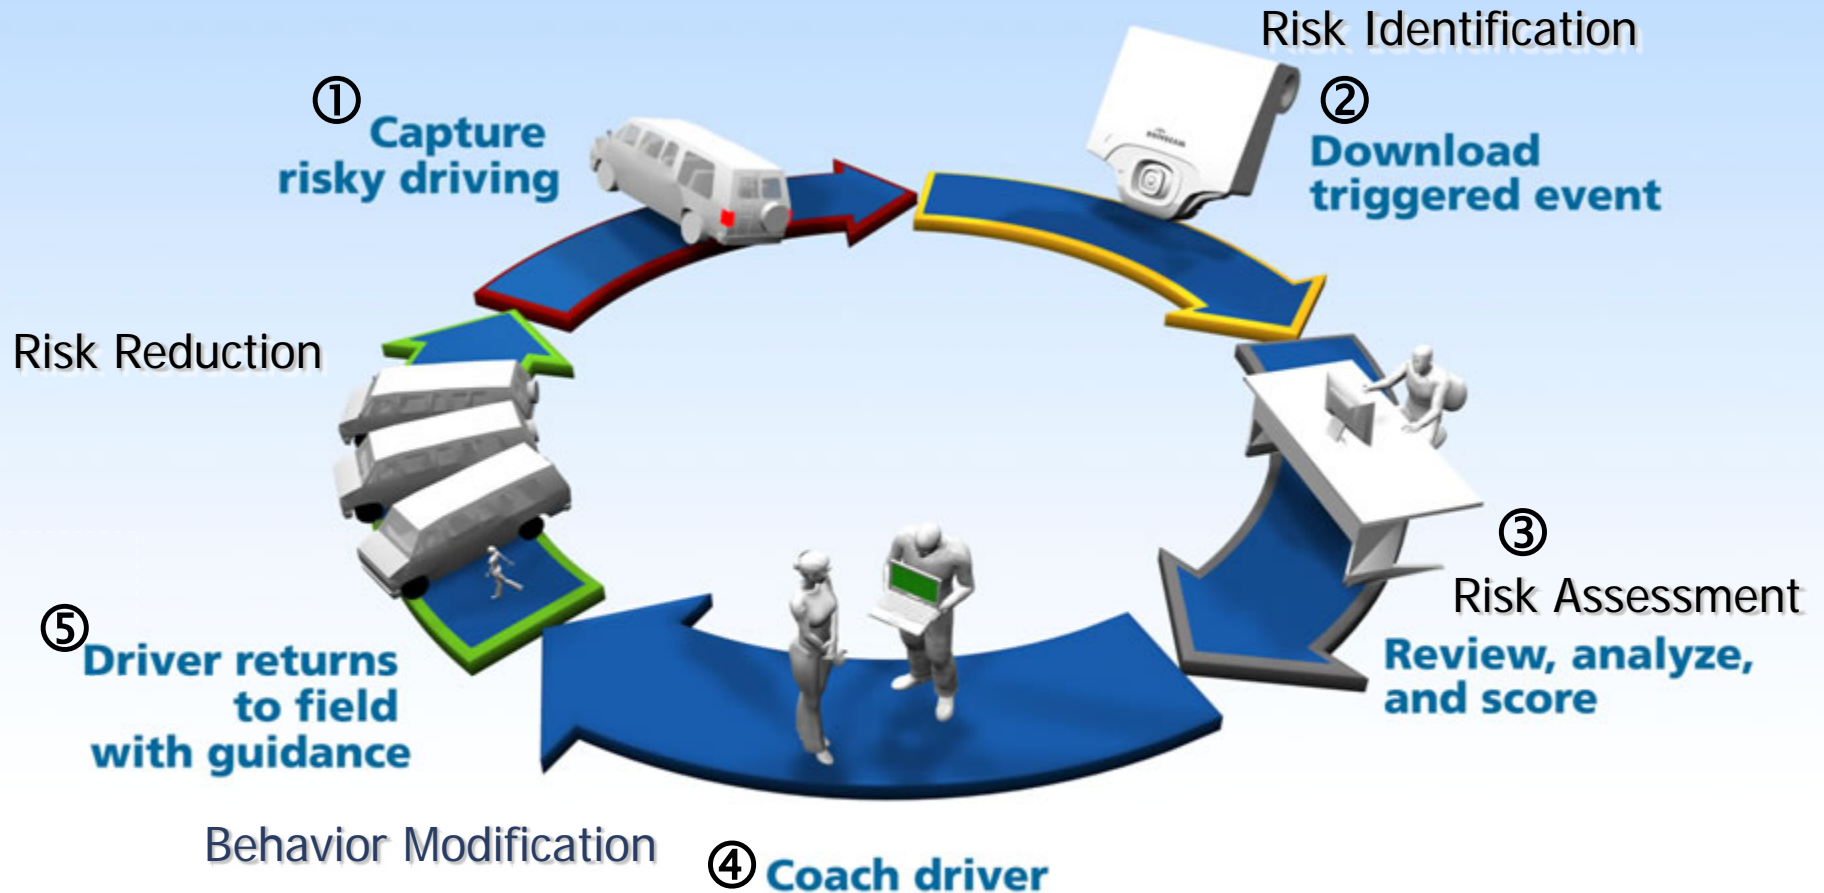 Risk Identification
①
Capture
risky driving
②
Download
triggered event
DRIVECAM
Risk Reduction
③
Risk Assessment
Review, analyze,
and score
⑤
Driver returns
to field
with guidance
Behavior Modification
④ Coach driver